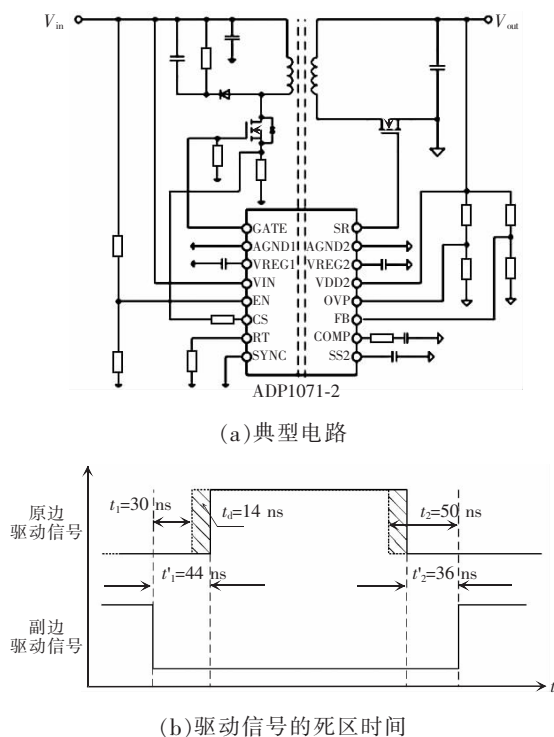 Vin
Vout
GATE SR
AGND1 AGND2
VREG1 VREG2
VIN VDD2
EN OVP
CS FB
RT COMP
SYNC SS2
ADP1071-2
(a)典型电路
原边
驱动信号
t1=30 ns
td=14 ns
t2=50 ns
t'1=44 ns
t'2=36 ns
副边
驱动信号
t
(b)驱动信号的死区时间